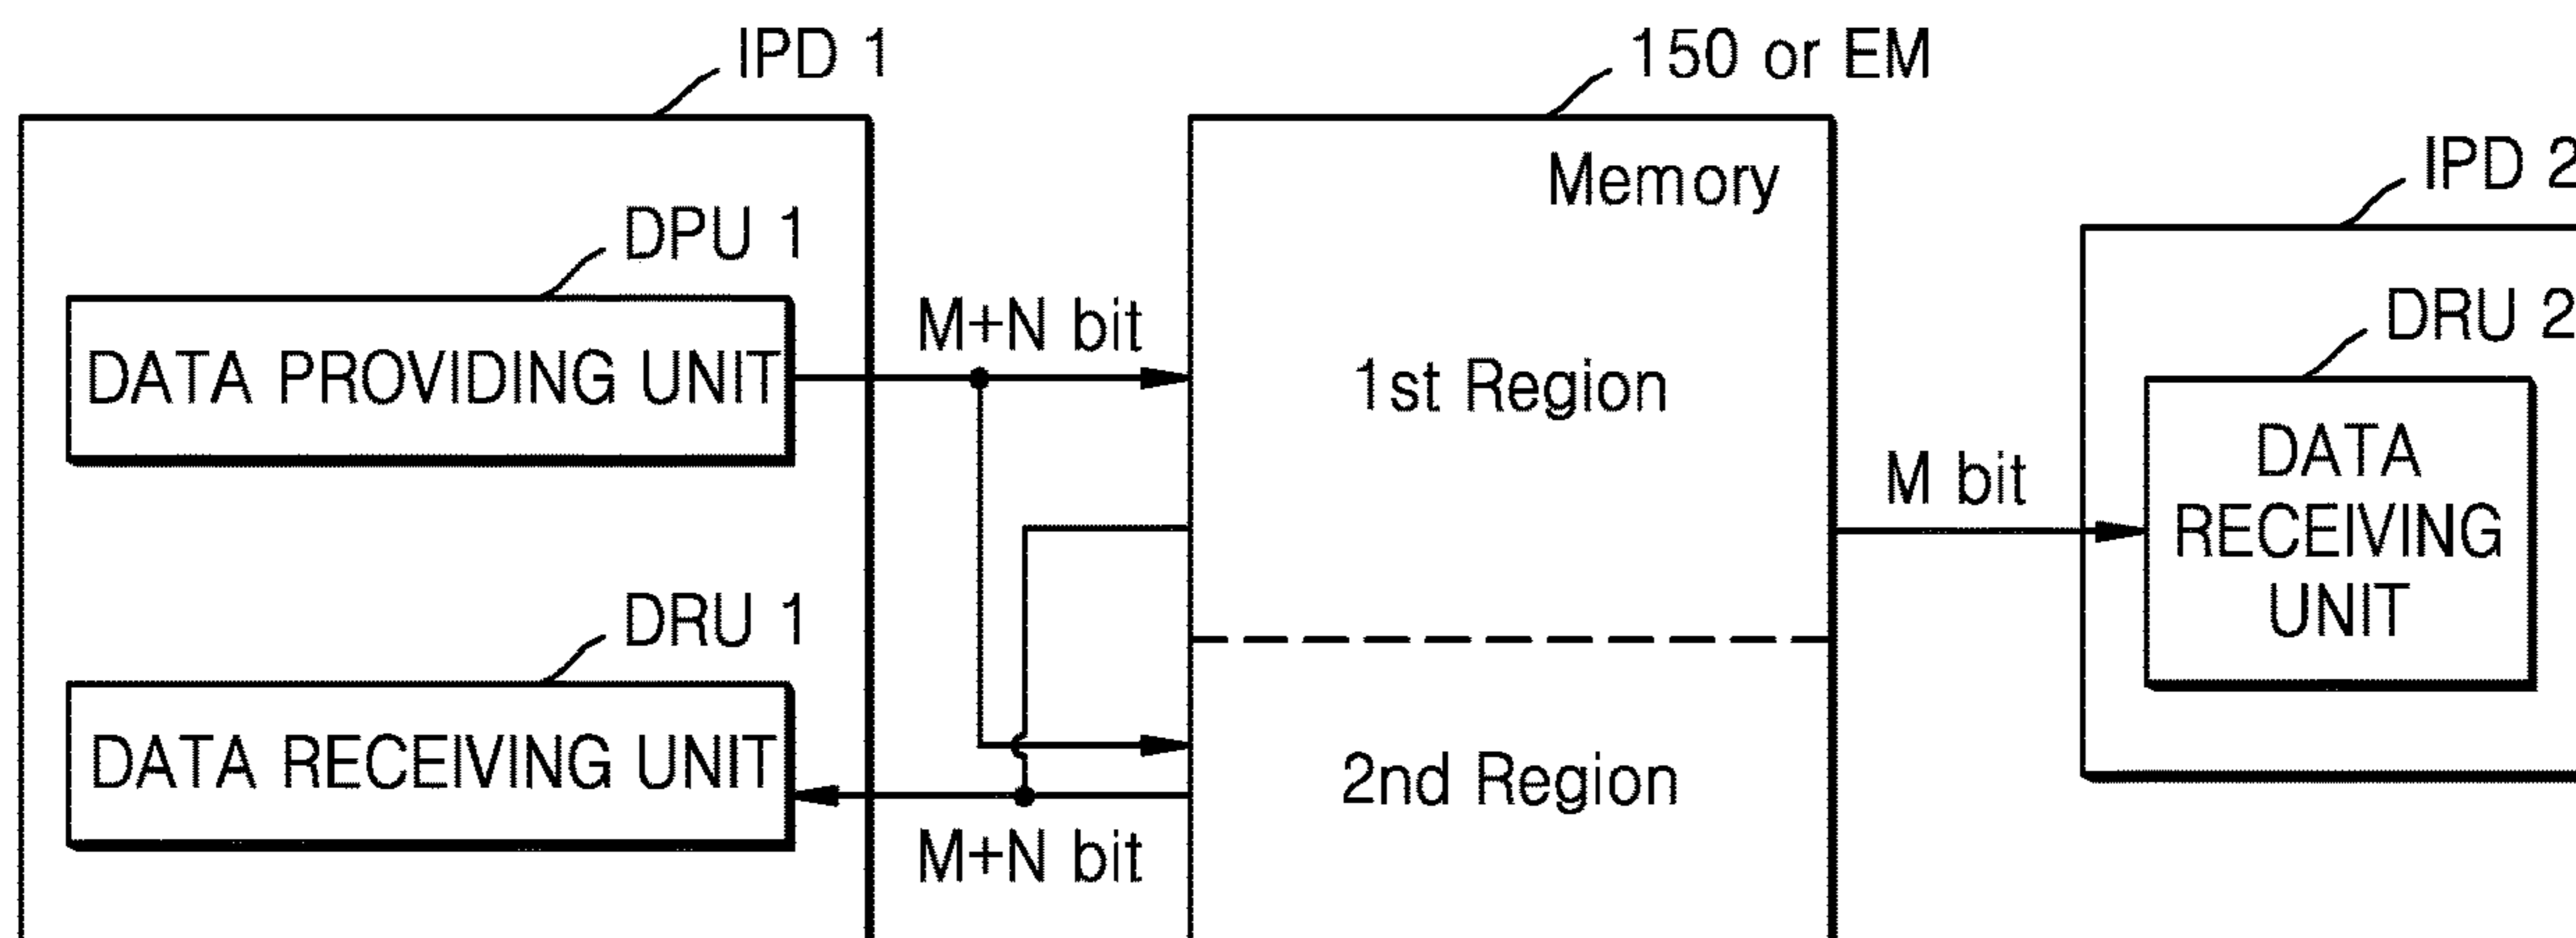 IPD 1
150 or EM
Memory
IPD 2
DPU 1
DATA PROVIDING UNIT
M+N bit
1st Region
DRU 2
DATA
RECEIVING
UNIT
M bit
DRU 1
DATA RECEIVING UNIT
M+N bit
2nd Region